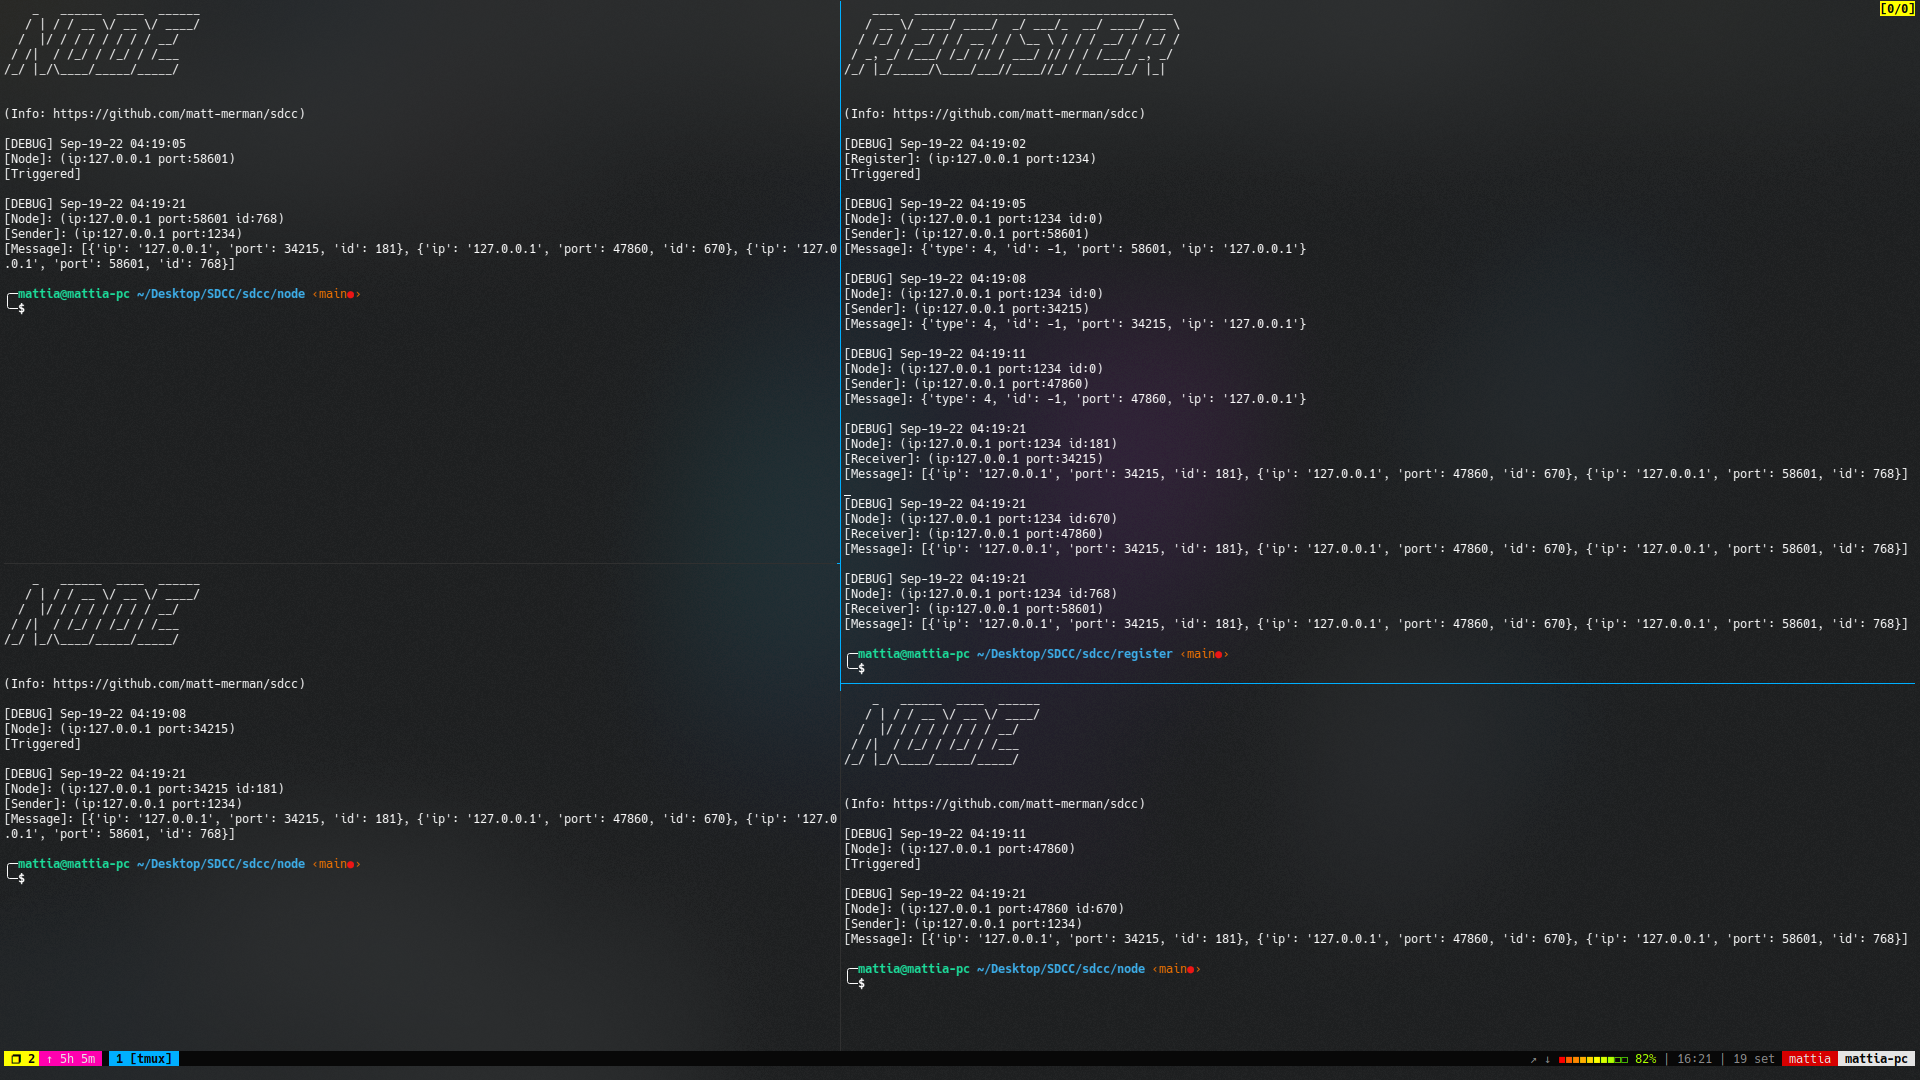 NODE
(Info: https://github.com/matt-merman/sdcc)
[DEBUG] Sep-19-22 04:19:05
[Node]: (ip:127.0.0.1 port:58601)
[Triggered]
[DEBUG] Sep-19-22 04:19:21
[Node]: (ip:127.0.0.1 port:58601 id:768)
[Sender]: (ip:127.0.0.1 port:1234)
[Message]: [{'ip': '127.0.0.1', 'port': 34215, 'id': 181}, {'ip': '127.0.0.1', 'port': 47860, 'id': 670}, {'ip': '127.0
.0.1', 'port': 58601, 'id': 768}]
mattia@mattia-pc ~/Desktop/SDCC/sdcc/node ‹main●›
$
NODE
(Info: https://github.com/matt-merman/sdcc)
[DEBUG] Sep-19-22 04:19:08
[Node]: (ip:127.0.0.1 port:34215)
[Triggered]
[DEBUG] Sep-19-22 04:19:21
[Node]: (ip:127.0.0.1 port:34215 id:181)
[Sender]: (ip:127.0.0.1 port:1234)
[Message]: [{'ip': '127.0.0.1', 'port': 34215, 'id': 181}, {'ip': '127.0.0.1', 'port': 47860, 'id': 670}, {'ip': '127.0
.0.1', 'port': 58601, 'id': 768}]
mattia@mattia-pc ~/Desktop/SDCC/sdcc/node ‹main●›
$
[0/0]
REGISTER
(Info: https://github.com/matt-merman/sdcc)
[DEBUG] Sep-19-22 04:19:02
[Register]: (ip:127.0.0.1 port:1234)
[Triggered]
[DEBUG] Sep-19-22 04:19:05
[Node]: (ip:127.0.0.1 port:1234 id:0)
[Sender]: (ip:127.0.0.1 port:58601)
[Message]: {'type': 4, 'id': -1, 'port': 58601, 'ip': '127.0.0.1'}
[DEBUG] Sep-19-22 04:19:08
[Node]: (ip:127.0.0.1 port:1234 id:0)
[Sender]: (ip:127.0.0.1 port:34215)
[Message]: {'type': 4, 'id': -1, 'port': 34215, 'ip': '127.0.0.1'}
[DEBUG] Sep-19-22 04:19:11
[Node]: (ip:127.0.0.1 port:1234 id:0)
[Sender]: (ip:127.0.0.1 port:47860)
[Message]: {'type': 4, 'id': -1, 'port': 47860, 'ip': '127.0.0.1'}
[DEBUG] Sep-19-22 04:19:21
[Node]: (ip:127.0.0.1 port:1234 id:181)
[Receiver]: (ip:127.0.0.1 port:34215)
[Message]: [{'ip': '127.0.0.1', 'port': 34215, 'id': 181}, {'ip': '127.0.0.1', 'port': 47860, 'id': 670}, {'ip': '127.0.0.1', 'port': 58601, 'id': 768}]
[DEBUG] Sep-19-22 04:19:21
[Node]: (ip:127.0.0.1 port:1234 id:670)
[Receiver]: (ip:127.0.0.1 port:47860)
[Message]: [{'ip': '127.0.0.1', 'port': 34215, 'id': 181}, {'ip': '127.0.0.1', 'port': 47860, 'id': 670}, {'ip': '127.0.0.1', 'port': 58601, 'id': 768}]
[DEBUG] Sep-19-22 04:19:21
[Node]: (ip:127.0.0.1 port:1234 id:768)
[Receiver]: (ip:127.0.0.1 port:58601)
[Message]: [{'ip': '127.0.0.1', 'port': 34215, 'id': 181}, {'ip': '127.0.0.1', 'port': 47860, 'id': 670}, {'ip': '127.0.0.1', 'port': 58601, 'id': 768}]
mattia@mattia-pc ~/Desktop/SDCC/sdcc/register ‹main●›
$
NODE
(Info: https://github.com/matt-merman/sdcc)
[DEBUG] Sep-19-22 04:19:11
[Node]: (ip:127.0.0.1 port:47860)
[Triggered]
[DEBUG] Sep-19-22 04:19:21
[Node]: (ip:127.0.0.1 port:47860 id:670)
[Sender]: (ip:127.0.0.1 port:1234)
[Message]: [{'ip': '127.0.0.1', 'port': 34215, 'id': 181}, {'ip': '127.0.0.1', 'port': 47860, 'id': 670}, {'ip': '127.0.0.1', 'port': 58601, 'id': 768}]
mattia@mattia-pc ~/Desktop/SDCC/sdcc/node ‹main●›
$
❐ 2 ↑ 5h 5m 1 [tmux] ↗ ↓ 82% | 16:21 | 19 set mattia mattia-pc